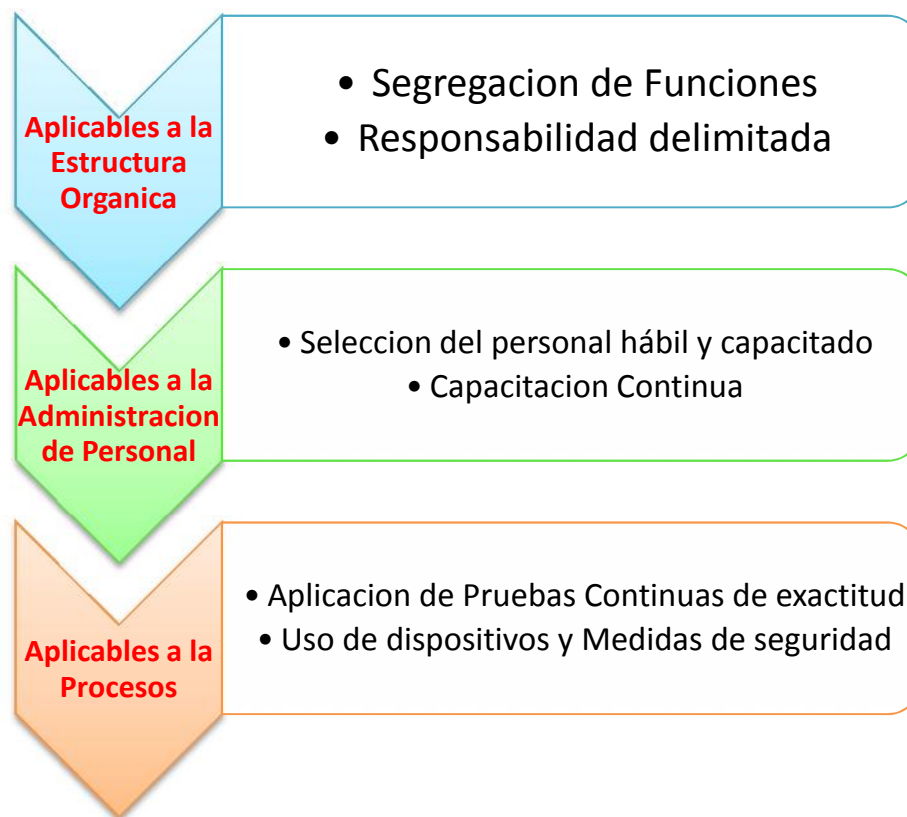 Aplicables a la
Estructura
Organica
• Segregacion de Funciones
• Responsabilidad delimitada
Aplicables a la
Administracion
de Personal
• Seleccion del personal hábil y capacitado
• Capacitacion Continua
Aplicables a la
Procesos
• Aplicacion de Pruebas Continuas de exactitud
• Uso de dispositivos y Medidas de seguridad